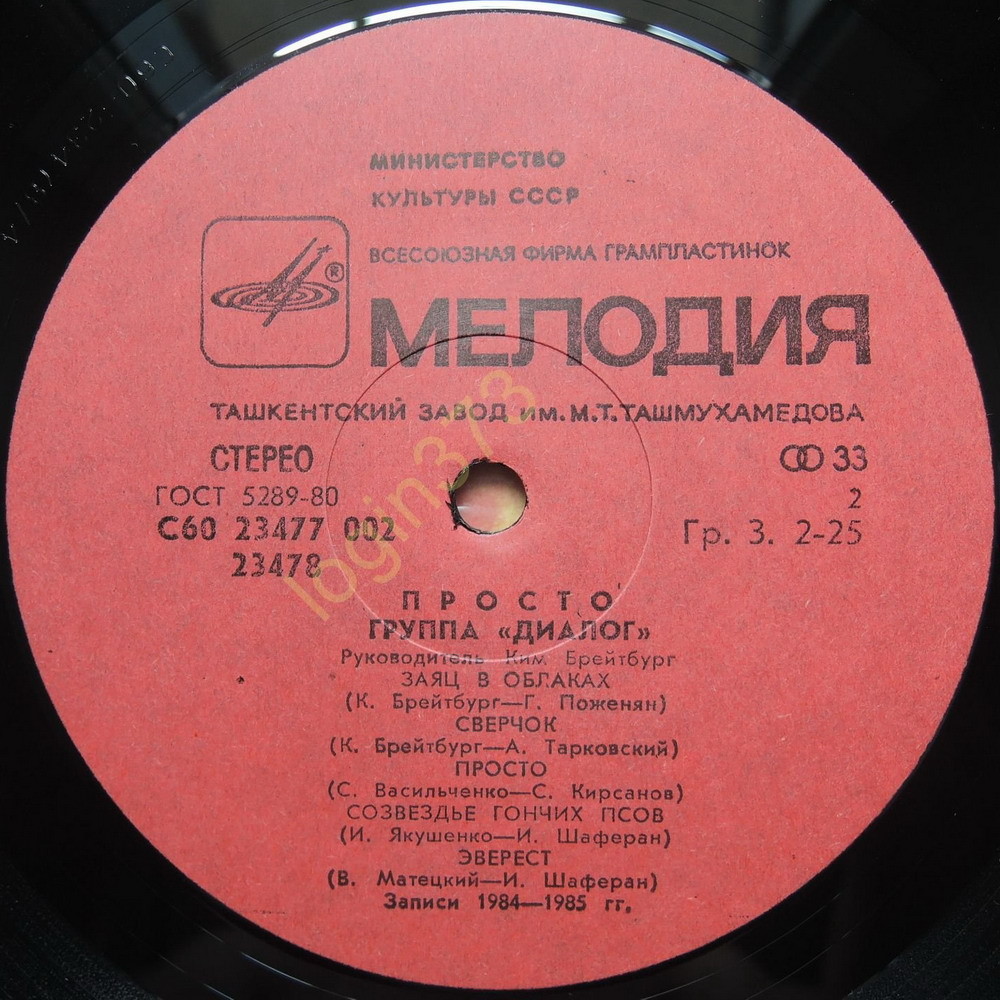 МИНИСТЕРСТВО
КУЛЬТУРЫ СССР
ВСЕСОЮЗНАЯ ФИРМА ГРАМПЛАСТИНОК
®
МЕЛОДИЯ
ТАШКЕНТСКИЙ ЗАВОД им. М.Т.ТАШМУХАМЕДОВА
СТЕРЕО
33
ГОСТ 5289-80
2
С60 23477 002
Гр. 3. 2-25
23478
login373
ПРОСТО
ГРУППА «ДИАЛОГ»
Руководитель Ким Брейтбург
ЗАЯЦ В ОБЛАКАХ
(К. Брейтбург—Г. Поженян)
СВЕРЧОК
(К. Брейтбург—А. Тарковский)
ПРОСТО
(С. Васильченко—С. Кирсанов)
СОЗВЕЗДЬЕ ГОНЧИХ ПСОВ
(И. Якушенко—И. Шаферан)
ЭВЕРЕСТ
(В. Матецкий—И. Шаферан)
Записи 1984—1985 гг.